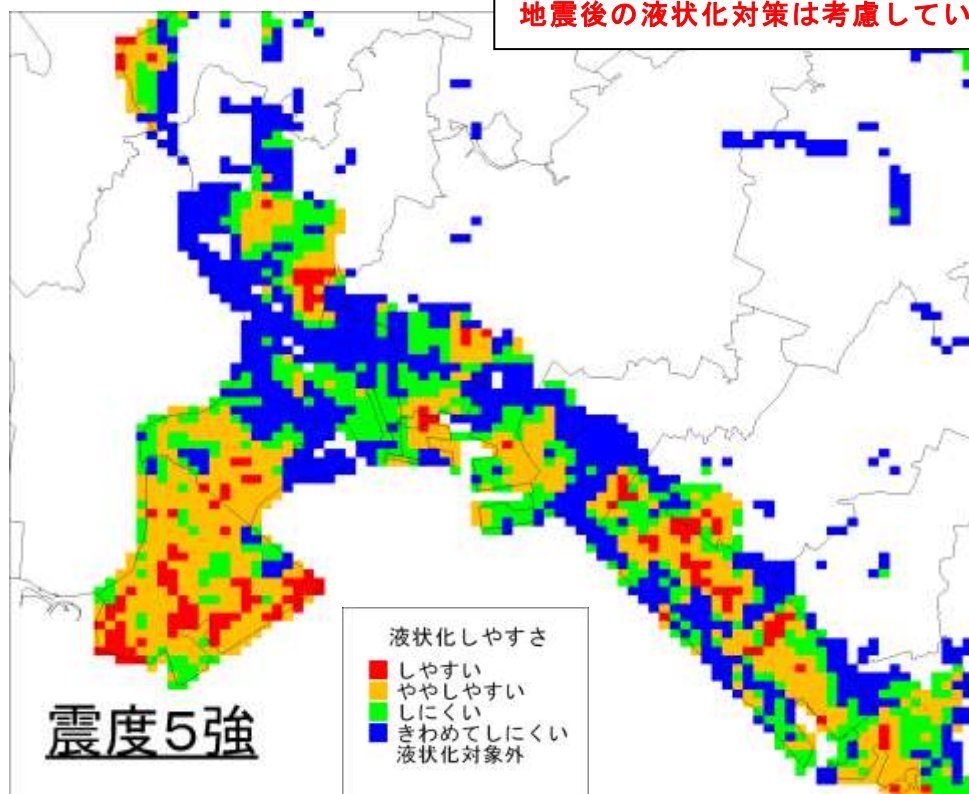 地震後の液状化対策は考慮してい
液状化しやすさ
しやすい
ややしやすい
しにくい
きわめてしにくい
液状化対象外
震度5強